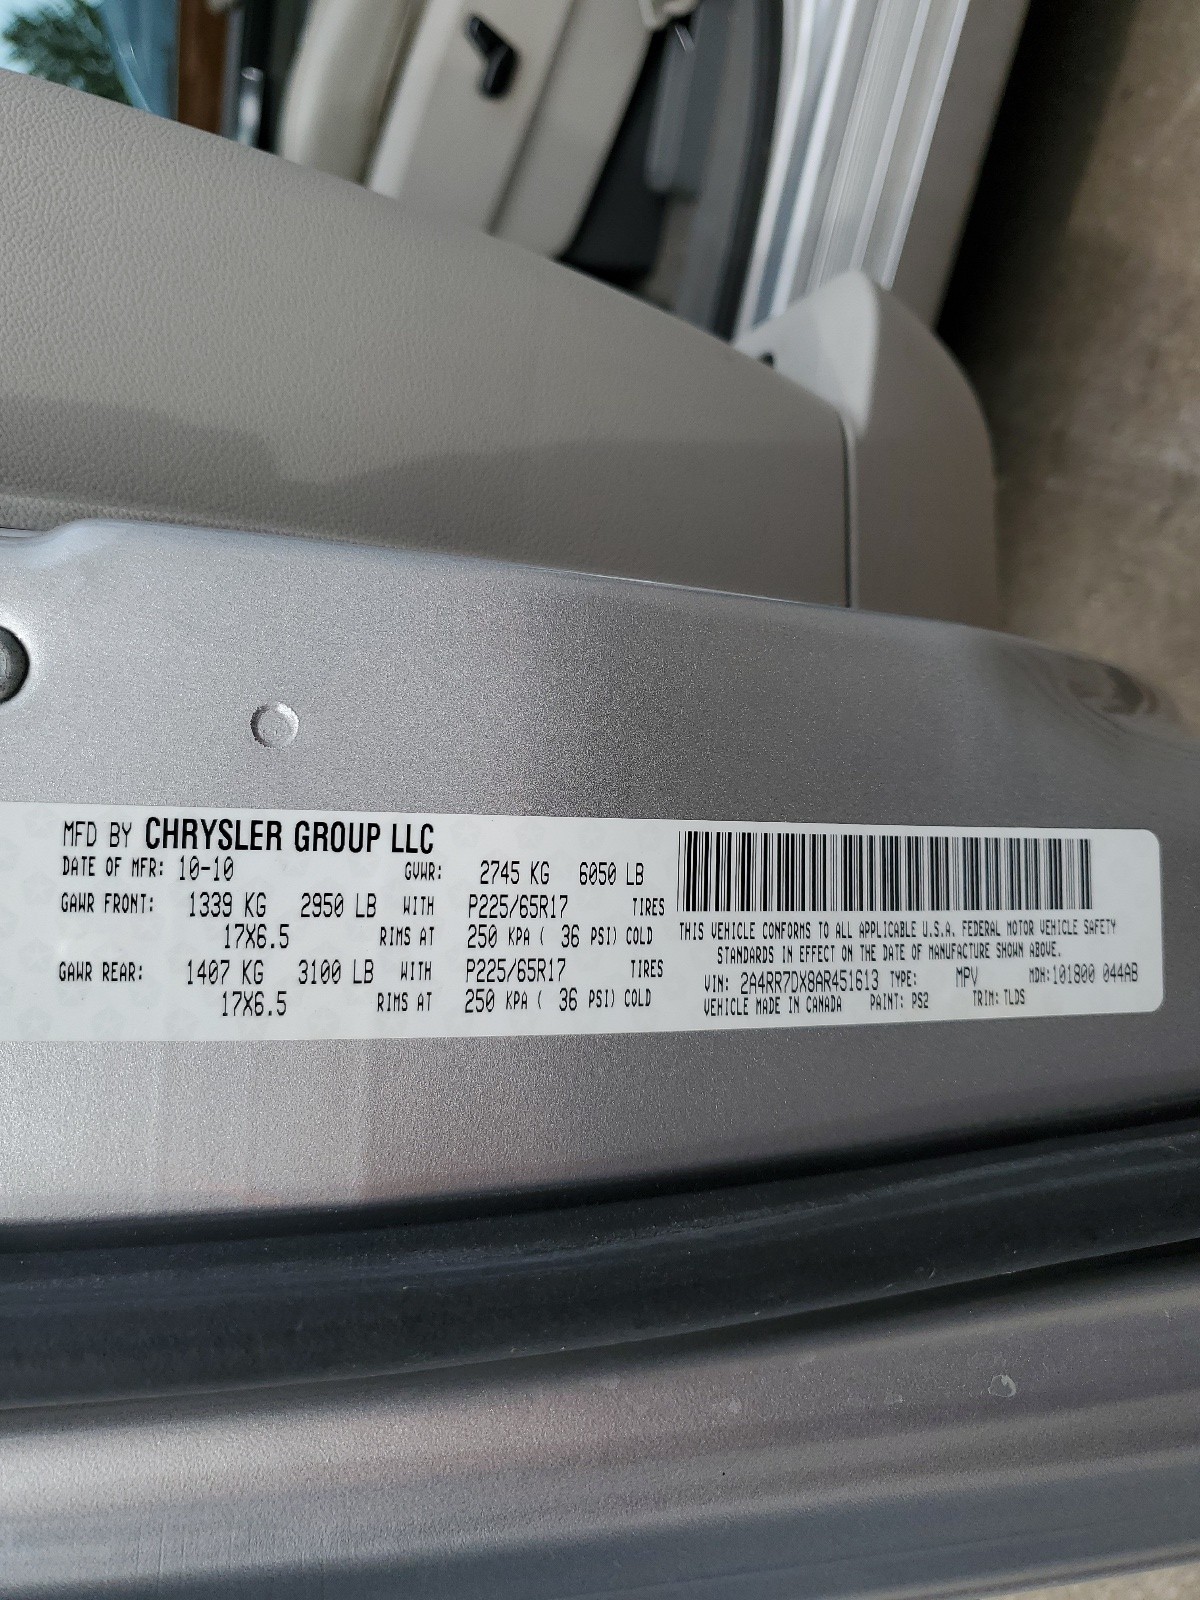 MFD BY CHRYSLER GROUP LLC
DATE OF MFR: 10-10 GVWR: 2745 KG 6050 LB
GAWR FRONT: 1339 KG 2950 LB WITH P225/65R17 TIRES
17X6.5 RIMS AT 250 KPA ( 36 PSI) COLD
GAWR REAR: 1407 KG 3100 LB WITH P225/65R17 TIRES
17X6.5 RIMS AT 250 KPA ( 36 PSI) COLD
THIS VEHICLE CONFORMS TO ALL APPLICABLE U.S.A. FEDERAL MOTOR VEHICLE SAFETY
STANDARDS IN EFFECT ON THE DATE OF MANUFACTURE SHOWN ABOVE.
VIN: 2A4RR7DX8AR451613 TYPE: MPV MDH:101800 044AB
VEHICLE MADE IN CANADA PAINT: PS2 TRIM: TLDS